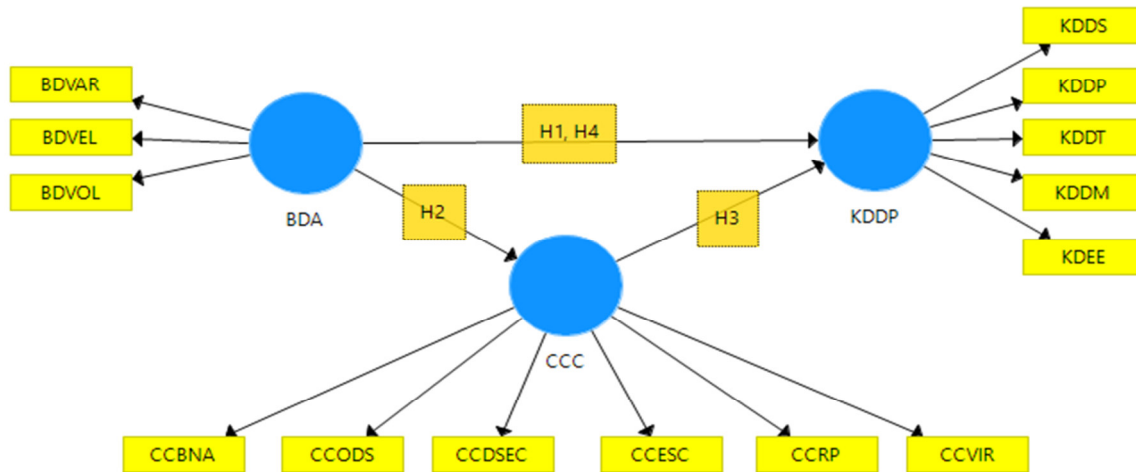 KDDS
BDVAR
KDDP
BDVEL
H1, H4
KDDT
BDVOL
KDDM
BDA
H2
H3
KDDP
KDEE
CCC
CCBNA
CCODS
CCDSEC
CCESC
CCRP
CCVIR